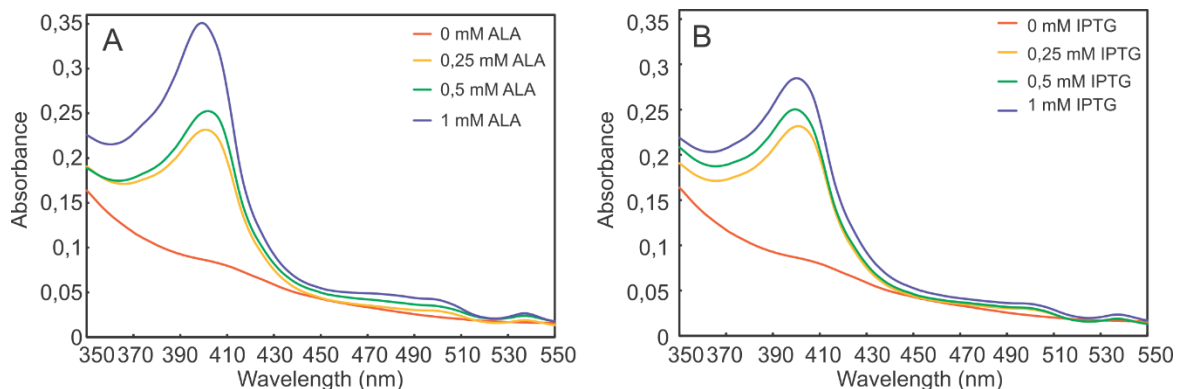 A
0,35
0,3
0,25
0,2
0,15
0,1
0,05
0
Absorbance
0 mM ALA
0,25 mM ALA
0,5 mM ALA
1 mM ALA
350 370 390 410 430 450 470 490 510 530 550
Wavelength (nm)
B
0,35
0,3
0,25
0,2
0,15
0,1
0,05
0
Absorbance
0 mM IPTG
0,25 mM IPTG
0,5 mM IPTG
1 mM IPTG
350 370 390 410 430 450 470 490 510 530 550
Wavelength (nm)